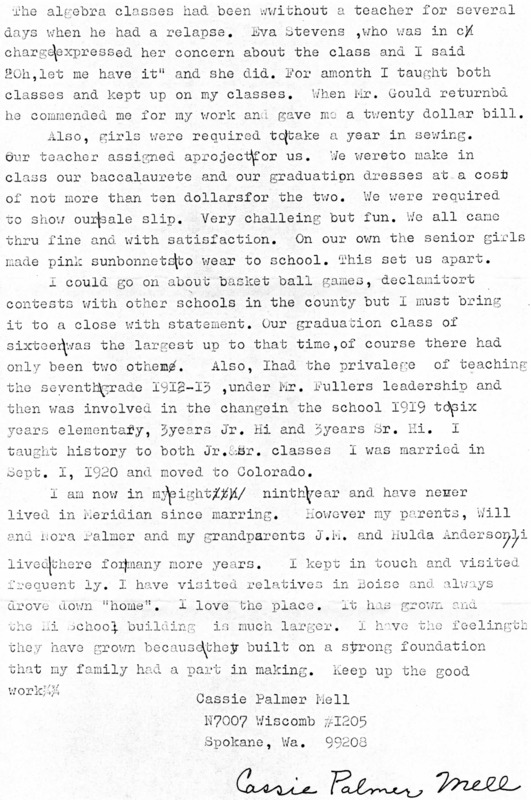 The algebra classes had been wwithout a teacher for several
days when he had a relapse. Eva Stevens ,who was in ch
charge expressed her concern about the class and I said
2Oh,let me have it" and she did. For amonth I taught both
classes and kept up on my classes. When Mr. Gould returnbd
he commended me for my work and gave me a twenty dollar bill.
Also, girls were required to take a year in sewing.
Our teacher assigned aproject for us. We wereto make in
class our baccalaurete and our graduation dresses at a cost
of not more than ten dollarsfor the two. We were required
to show our sale slip. Very challeing but fun. We all came
thru fine and with satisfaction. On our own the senior girls
made pink sunbonnets to wear to school. This set us apart.
I could go on about basket ball games, declamitort
contests with other schools in the county but I must bring
it to a close with statement. Our graduation class of
sixteen was the largest up to that time,of course there had
only been two others. Also, Ihad the privalege of teaching
the seventh grade 1912-13 ,under Mr. Fullers leadership and
then was involved in the changein the school 1919 to six
years elementary, 3years Jr. Hi and 3years Sr. Hi. I
taught history to both Jr.&Sr. classes I was married in
Sept. I, 1920 and moved to Colorado.
I am now in my eight ninth year and have never
lived in Meridian since marring. However my parents, Will
and Nora Palmer and my grandparents J.M. and Hulda Anderson li
lived there for many more years. I kept in touch and visited
frequent ly. I have visited relatives in Boise and always
drove down "home". I love the place. It has grown and
the Hi School building is much larger. I have the feelingth
they have grown because they built on a strong foundation
that my family had a part in making. Keep up the good
work
Cassie Palmer Mell
N7007 Wiscomb #I205
Spokane, Wa. 99208
Cassie Palmer Mell